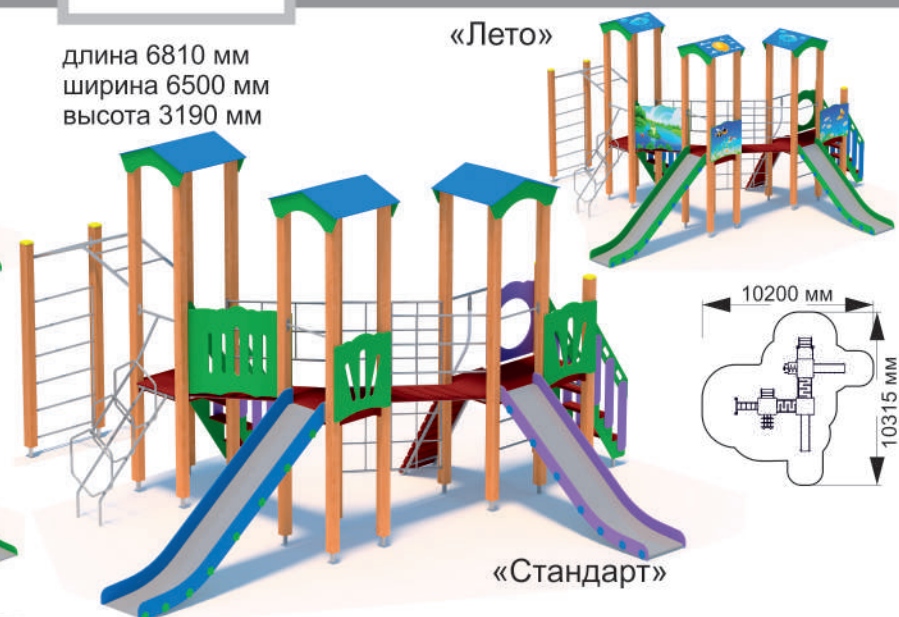 длина 6810 мм
ширина 6500 мм
высота 3190 мм
«Лето»
10200 мм
10315 мм
«Стандарт»